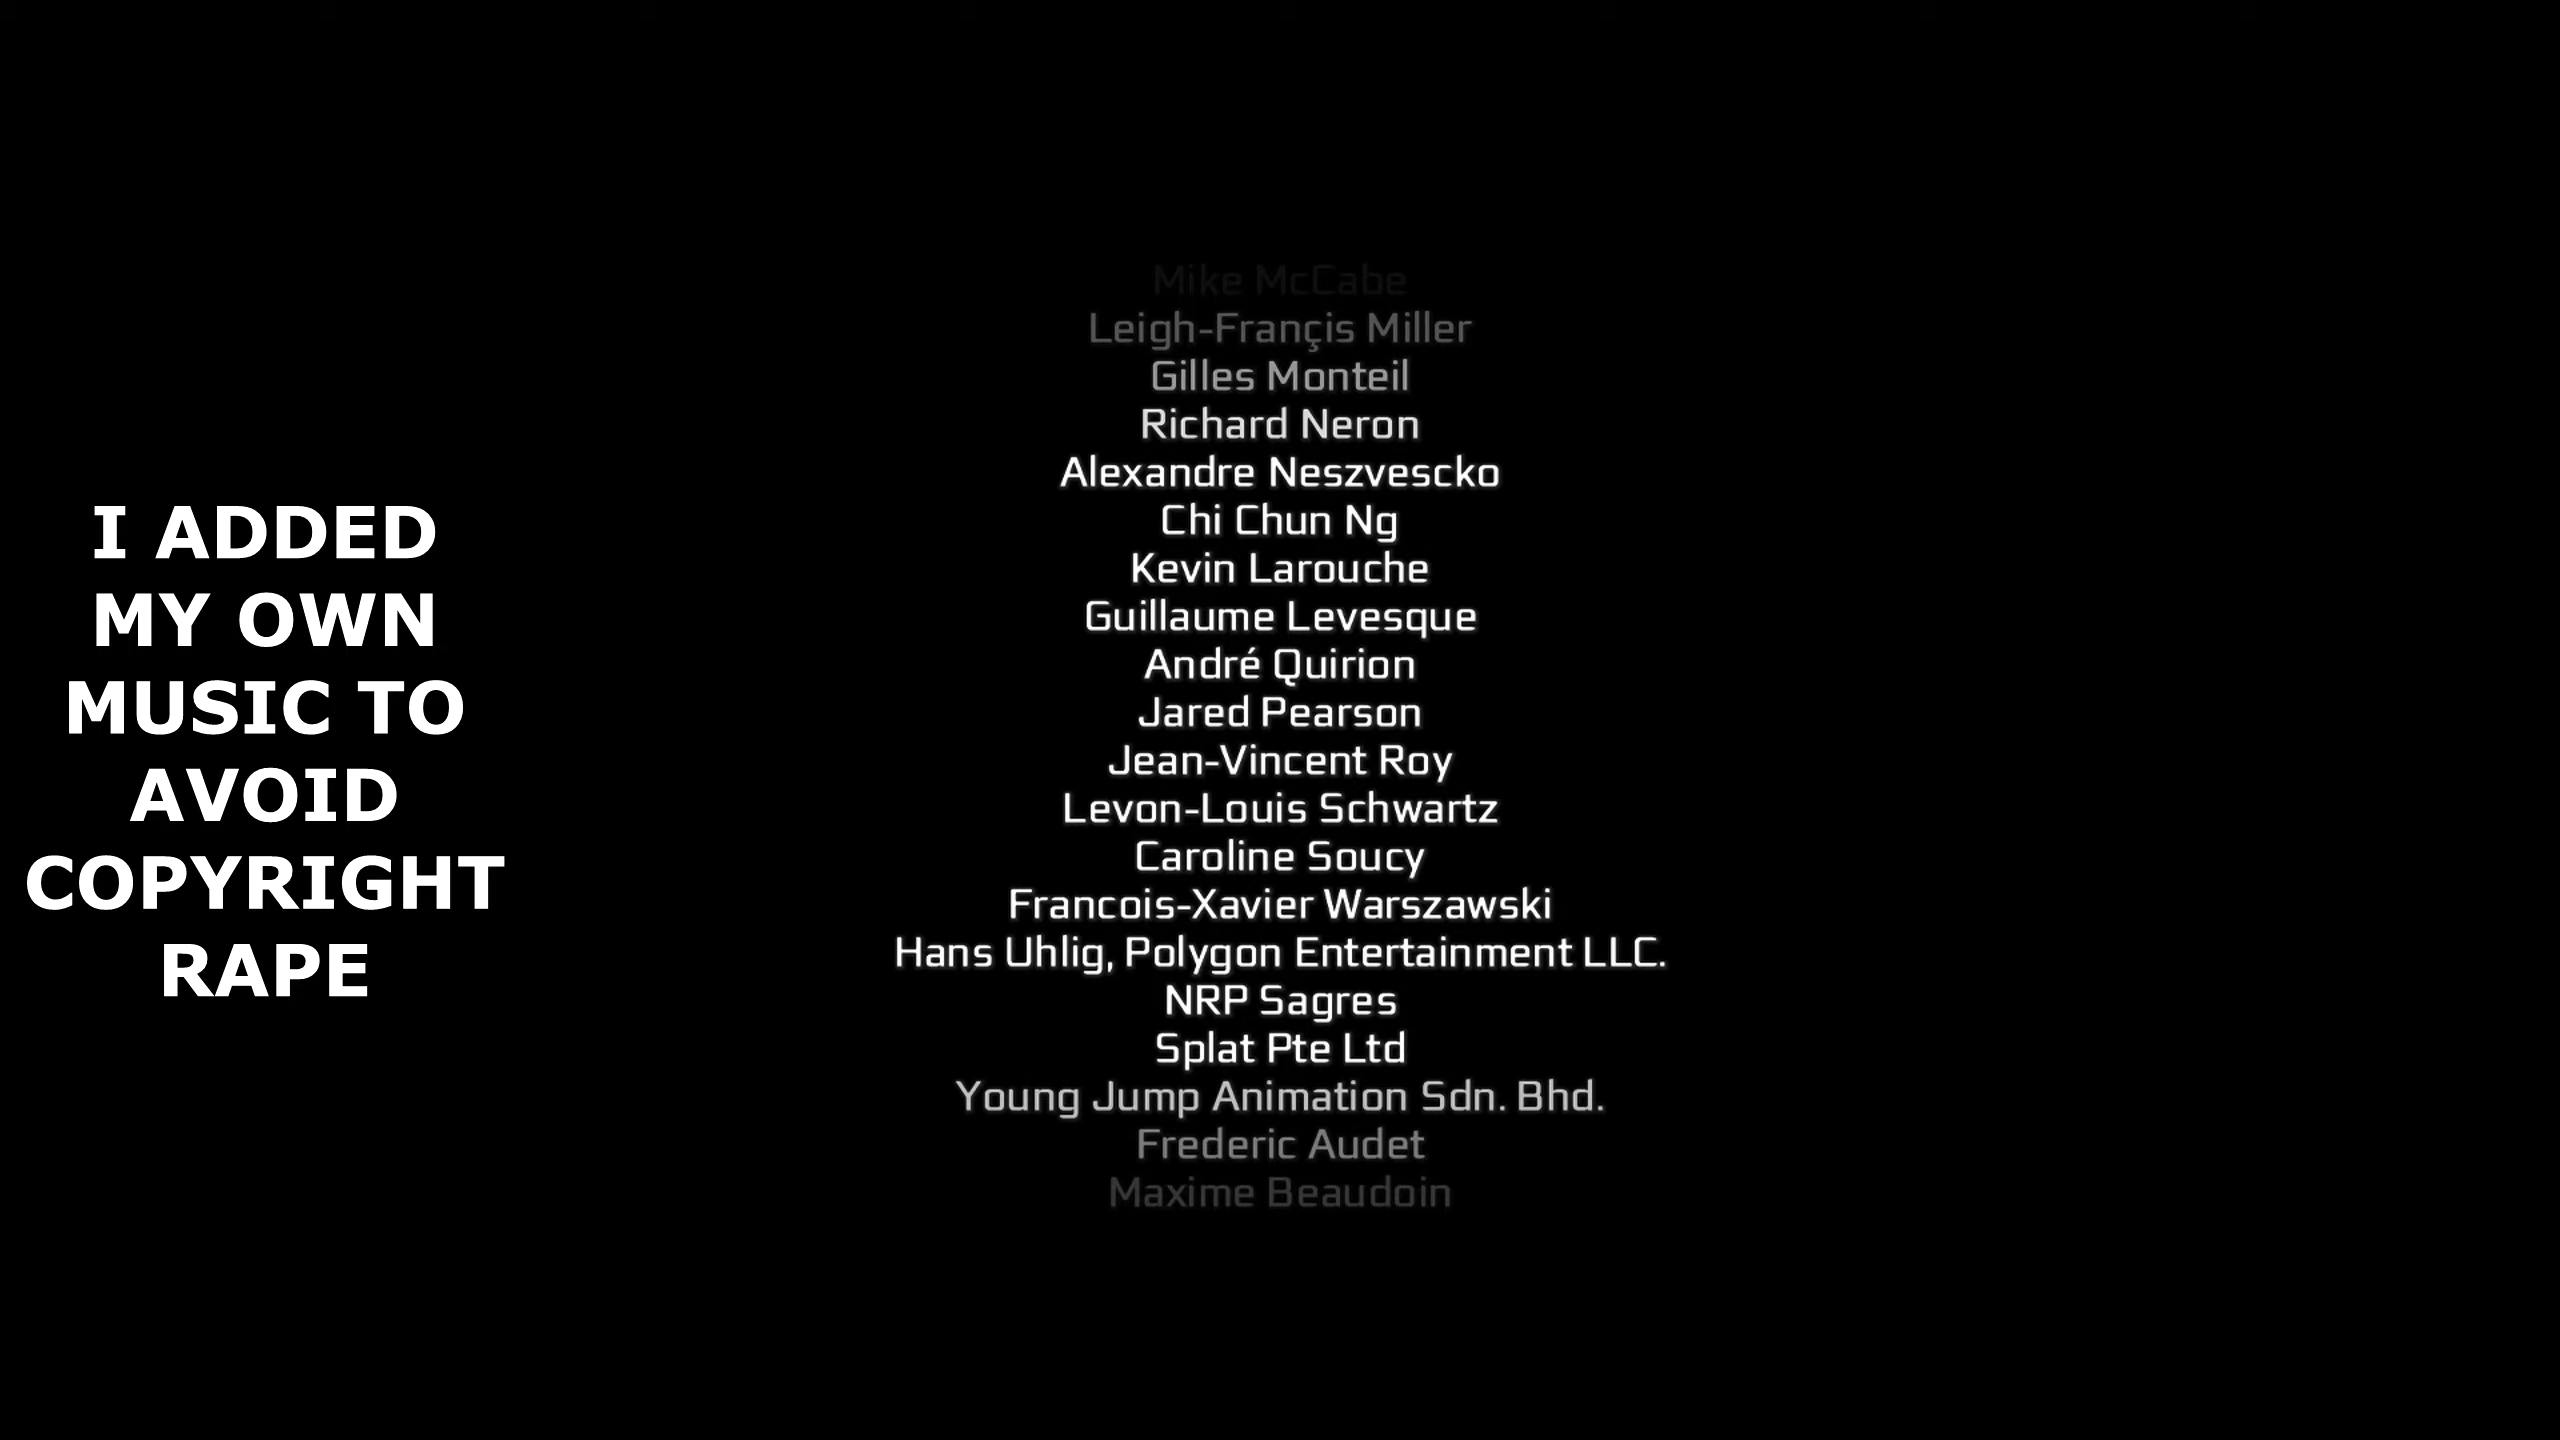 I ADDED
MY OWN
MUSIC TO
AVOID
COPYRIGHT
RAPE
Mike McCabe
Leigh-Françis Miller
Gilles Monteil
Richard Neron
Alexandre Neszvescko
Chi Chun Ng
Kevin Larouche
Guillaume Levesque
André Quirion
Jared Pearson
Jean-Vincent Roy
Levon-Louis Schwartz
Caroline Soucy
Francois-Xavier Warszawski
Hans Uhlig, Polygon Entertainment LLC.
NRP Sagres
Splat Pte Ltd
Young Jump Animation Sdn. Bhd.
Frederic Audet
Maxime Beaudoin